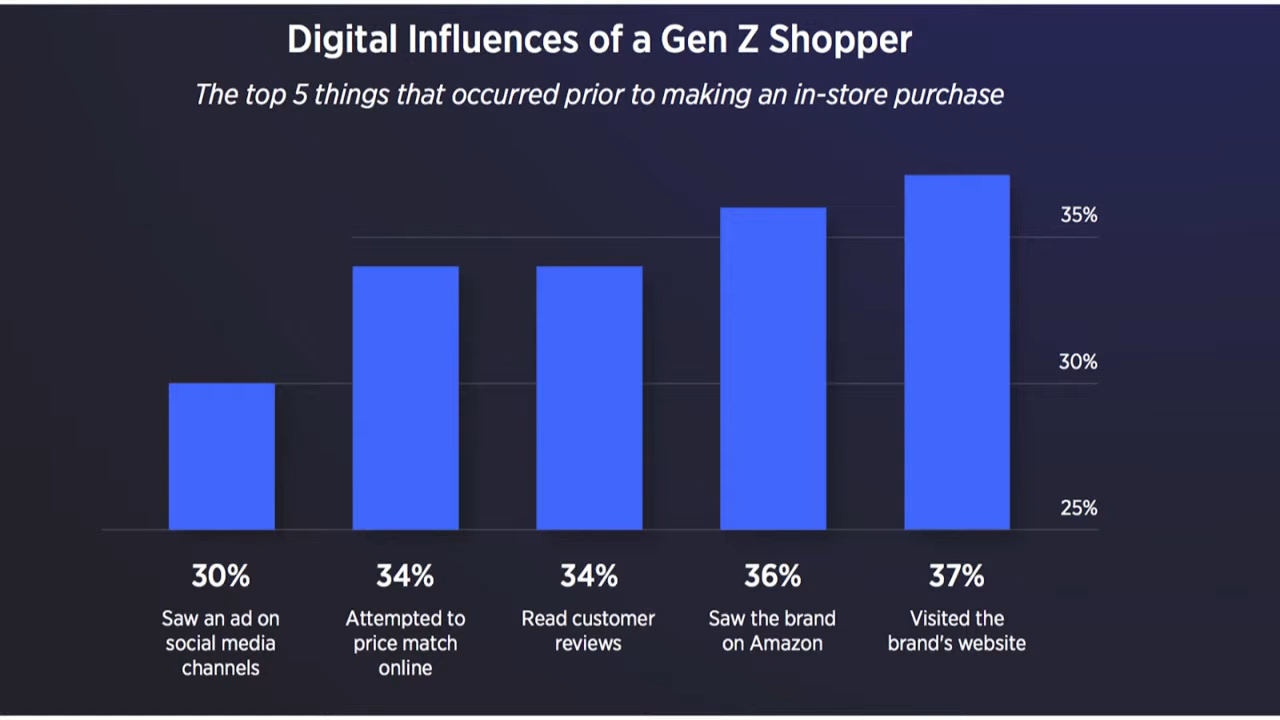 Digital Influences of a Gen Z Shopper
The top 5 things that occurred prior to making an in-store purchase
35%
30%
25%
30%
34%
34%
36%
37%
Saw an ad on
social media
channels
Attempted to
price match
online
Read customer
reviews
Saw the brand
on Amazon
Visited the
brand's website